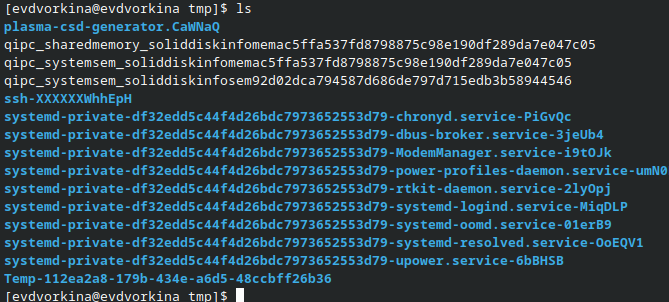 [evdvorkina@evdvorkina tmp]$ ls
plasma-csd-generator.CaWNaQ
qipc_sharedmemory_soliddiskinfomemac5ffa537fd8798875c98e190df289da7e047c05
qipc_systemsem_soliddiskinfomemac5ffa537fd8798875c98e190df289da7e047c05
qipc_systemsem_soliddiskinfosem92d02dca794587d686de797d715edb3b58944546
ssh-XXXXXXWhhEpH
systemd-private-df32edd5c44f4d26bdc7973652553d79-chronyd.service-PiGvQc
systemd-private-df32edd5c44f4d26bdc7973652553d79-dbus-broker.service-3jeUb4
systemd-private-df32edd5c44f4d26bdc7973652553d79-ModemManager.service-i9tOJk
systemd-private-df32edd5c44f4d26bdc7973652553d79-power-profiles-daemon.service-umN0
systemd-private-df32edd5c44f4d26bdc7973652553d79-rtkit-daemon.service-2lyOpj
systemd-private-df32edd5c44f4d26bdc7973652553d79-systemd-logind.service-MiqDLP
systemd-private-df32edd5c44f4d26bdc7973652553d79-systemd-oomd.service-01erB9
systemd-private-df32edd5c44f4d26bdc7973652553d79-systemd-resolved.service-OoEQV1
systemd-private-df32edd5c44f4d26bdc7973652553d79-upower.service-6bBHSB
Temp-112ea2a8-179b-434e-a6d5-48ccbff26b36
[evdvorkina@evdvorkina tmp]$